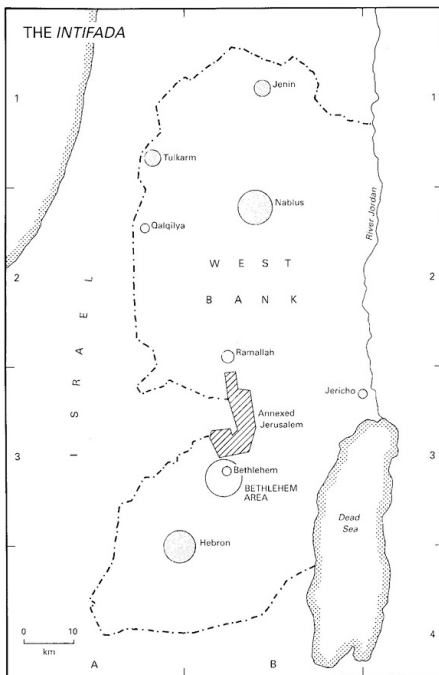 THE INTIFADA
1
1
Jenin
Tulkarm
Nablus
River Jordan
Qalqilya
W E S T
2
2
B A N K
I S R A E L
Ramallah
Jericho
Annexed
Jerusalem
3
3
Bethlehem
BETHLEHEM
AREA
Dead
Sea
Hebron
0 10
km
4
A B